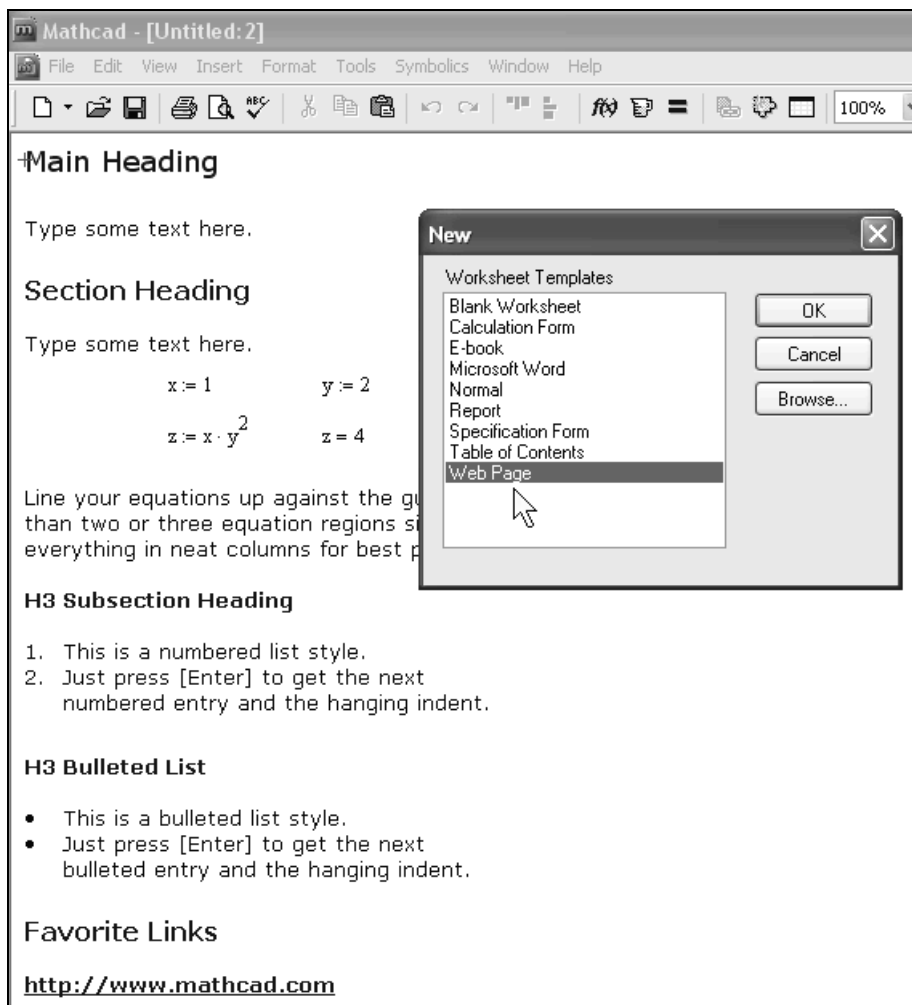 Mathcad - [Untitled:2]
File Edit View Insert Format Tools Symbolics Window Help
100%
Main Heading
Type some text here.
Section Heading
Type some text here.
x := 1 y := 2
z := x · y^2 z = 4
Line your equations up against the gu
than two or three equation regions si
everything in neat columns for best p
H3 Subsection Heading
1. This is a numbered list style.
2. Just press [Enter] to get the next
numbered entry and the hanging indent.
H3 Bulleted List
• This is a bulleted list style.
• Just press [Enter] to get the next
bulleted entry and the hanging indent.
Favorite Links
http://www.mathcad.com
New
Worksheet Templates
Blank Worksheet
Calculation Form
E-book
Microsoft Word
Normal
Report
Specification Form
Table of Contents
Web Page
OK
Cancel
Browse...